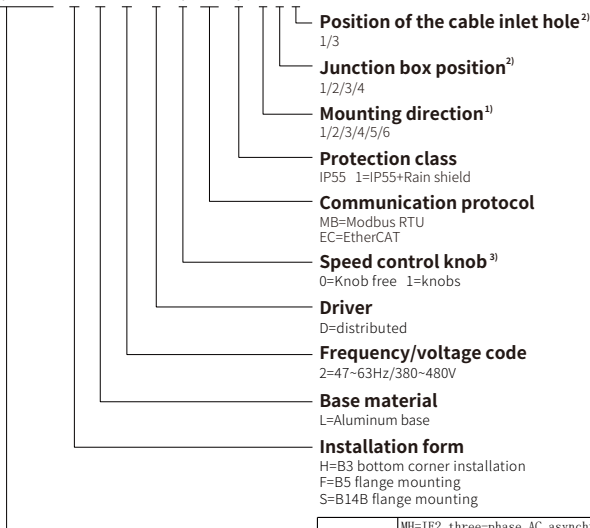 Position of the cable inlet hole2)
1/3
Junction box position2)
1/2/3/4
Mounting direction1)
1/2/3/4/5/6
Protection class
IP55 1=IP55+Rain shield
Communication protocol
MB=Modbus RTU
EC=EtherCAT
Speed control knob3)
0=Knob free 1=knobs
Driver
D=distributed
Frequency/voltage code
2=47~63Hz/380~480V
Base material
L=Aluminum base
Installation form
H=B3 bottom corner installation
F=B5 flange mounting
S=B14B flange mounting
MH=IE2 three-phase AC